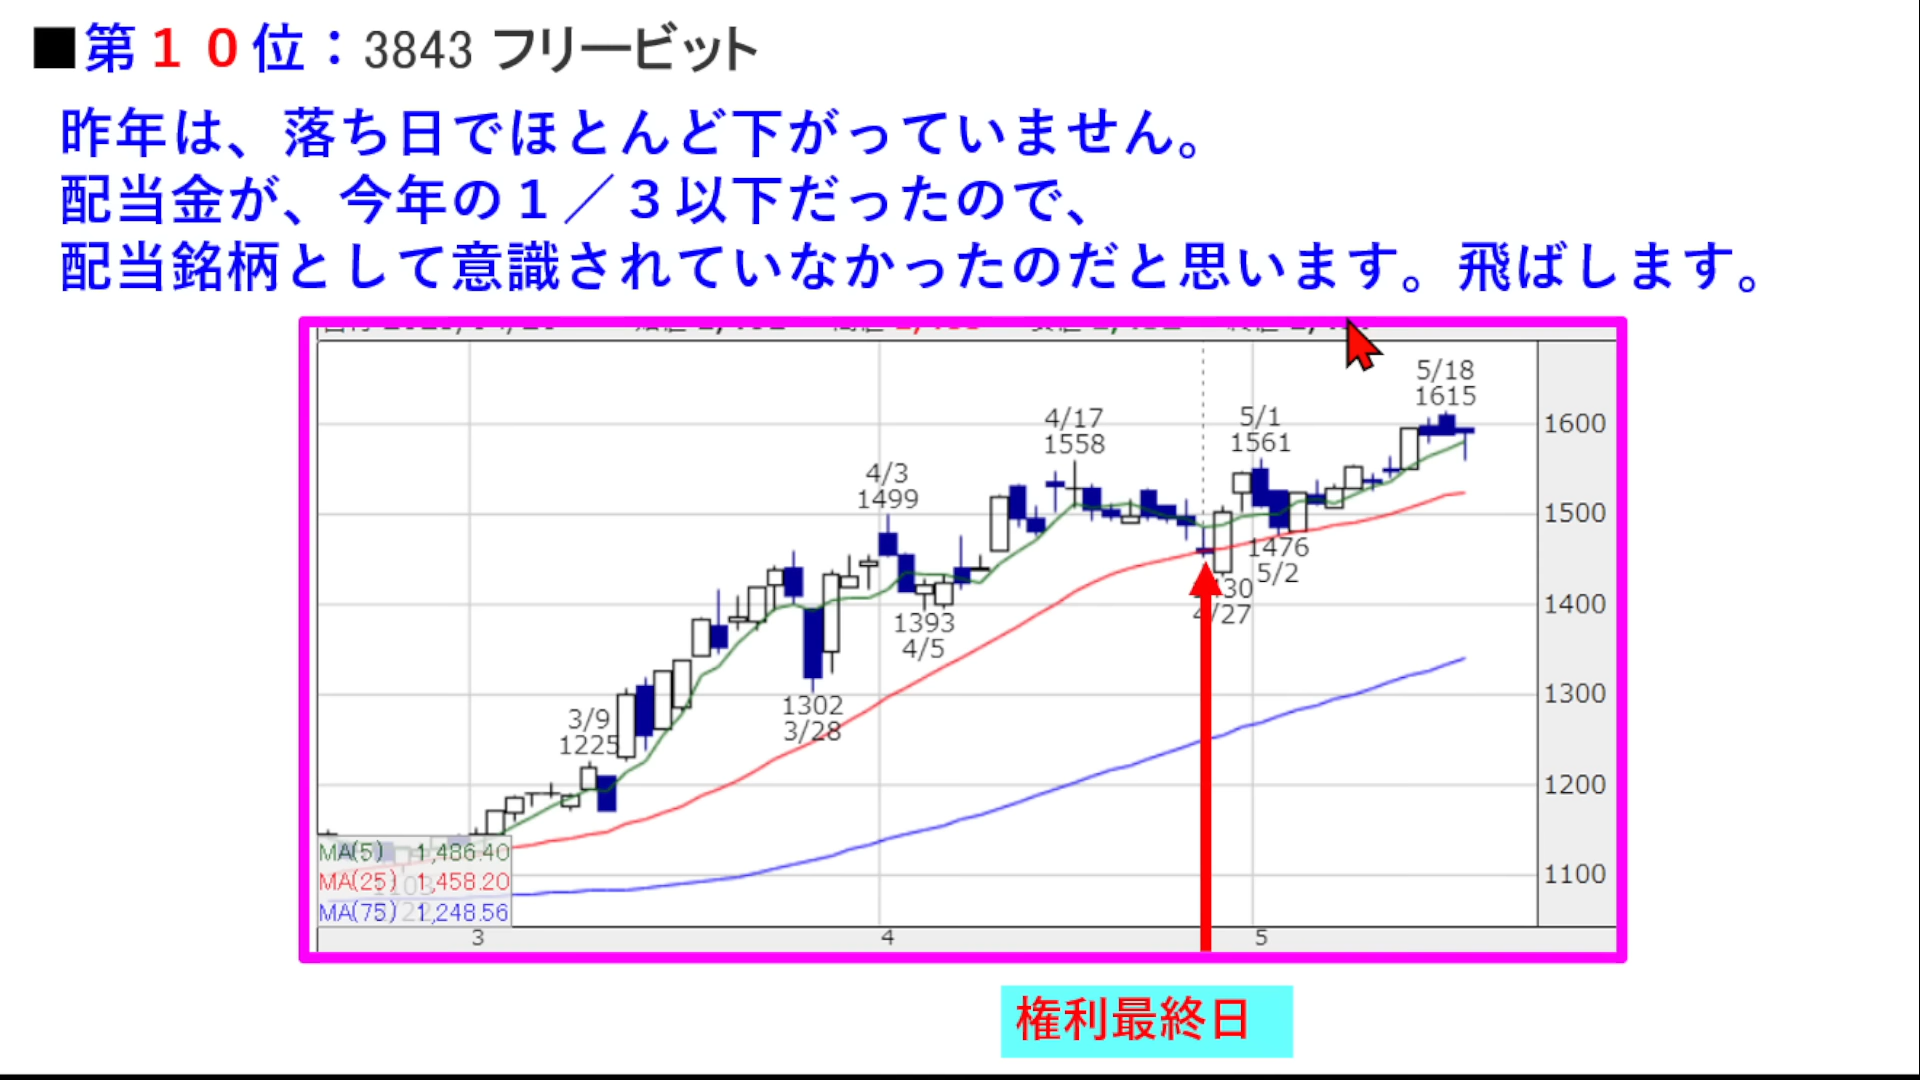 ■第１０位：3843 フリービット
昨年は、落ち日でほとんど下がっていません。
配当金が、今年の１／３以下だったので、
配当銘柄として意識されていなかったのだと思います。飛ばします。
5/18
1615
4/17
1558
5/1
1561
4/3
1499
1476
5/2
4/27
1393
4/5
1302
3/28
3/9
1225
1600
1500
1400
1300
1200
1100
MA(5) 1,486.40
MA(25) 1,458.20
MA(75) 1,248.56
3 4 5
権利最終日